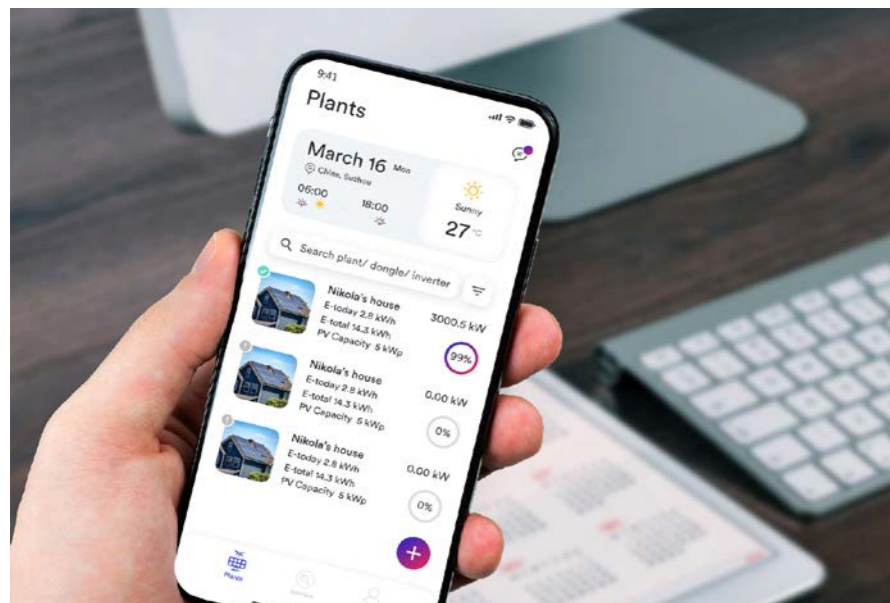 9:41
Plants
March 16 Mon
China, Suzhou
06:00
18:00
Sunny
27 °C
Search plant/ dongle/ inverter
Nikola's house
3000.5 kW
E-today 2.8 kWh
E-total 14.3 kWh
PV Capacity 5 kWp
99%
Nikola's house
0.00 kW
E-today 2.8 kWh
E-total 14.3 kWh
PV Capacity 5 kWp
0%
Nikola's house
0.00 kW
E-today 2.8 kWh
E-total 14.3 kWh
PV Capacity 5 kWp
0%
Plants